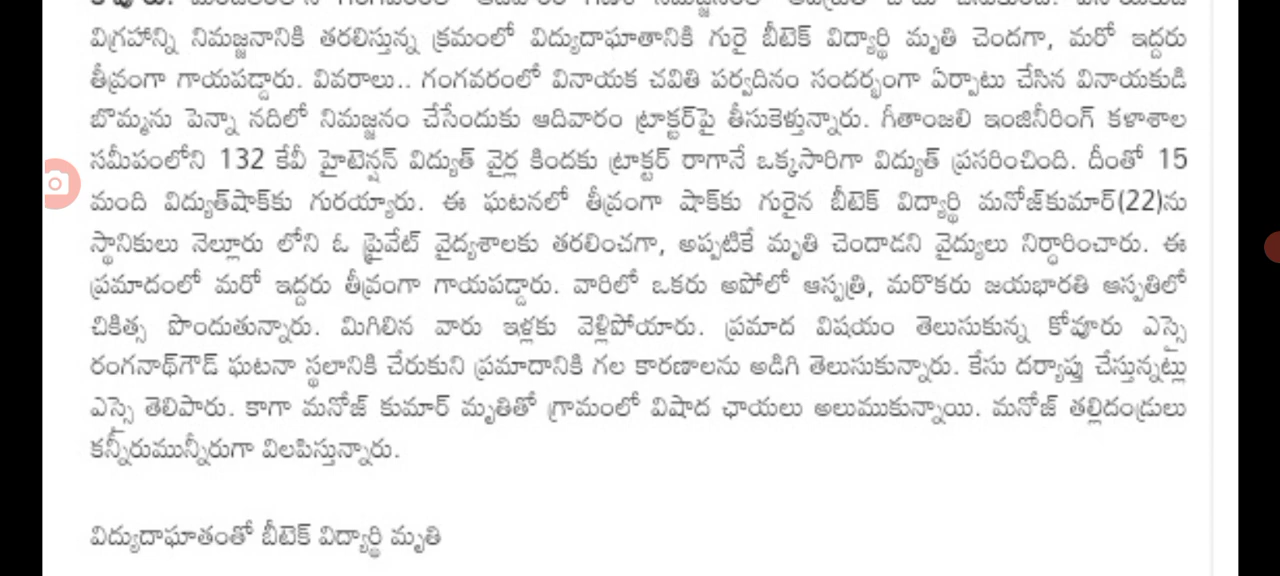 విగ్రహాన్ని నిమజ్జనానికి తరలిస్తున్న క్రమంలో విద్యుదాఘాతానికి గురై బీటెక్ విద్యార్థి మృతి చెందగా, మరో ఇద్దరు
తీవ్రంగా గాయపడ్డారు. వివరాలు.. గంగవరంలో వినాయక చవితి పర్వదినం సందర్భంగా ఏర్పాటు చేసిన వినాయకుడి
బొమ్మను పెన్నా నదిలో నిమజ్జనం చేసేందుకు ఆదివారం ట్రాక్టర్‌పై తీసుకెళ్తున్నారు. గీతాంజలి ఇంజినీరింగ్ కళాశాల
సమీపంలోని 132 కేవీ హైటెన్షన్ విద్యుత్ వైర్ల కిందకు ట్రాక్టర్ రాగానే ఒక్కసారిగా విద్యుత్ ప్రసరించింది. దీంతో 15
మంది విద్యుత్‌షాక్‌కు గురయ్యారు. ఈ ఘటనలో తీవ్రంగా షాక్‌కు గురైన బీటెక్ విద్యార్థి మనోజ్‌కుమార్(22)ను
స్థానికులు నెల్లూరు లోని ఓ ప్రైవేట్ వైద్యశాలకు తరలించగా, అప్పటికే మృతి చెందాడని వైద్యులు నిర్ధారించారు. ఈ
ప్రమాదంలో మరో ఇద్దరు తీవ్రంగా గాయపడ్డారు. వారిలో ఒకరు అపోలో ఆస్పత్రి, మరొకరు జయభారతి ఆస్పతిలో
చికిత్స పొందుతున్నారు. మిగిలిన వారు ఇళ్లకు వెళ్లిపోయారు. ప్రమాద విషయం తెలుసుకున్న కోవూరు ఎస్సై
రంగనాథ్‌గౌడ్ ఘటనా స్థలానికి చేరుకుని ప్రమాదానికి గల కారణాలను అడిగి తెలుసుకున్నారు. కేసు దర్యాప్తు చేస్తున్నట్లు
ఎస్సై తెలిపారు. కాగా మనోజ్ కుమార్ మృతితో గ్రామంలో విషాద ఛాయలు అలుముకున్నాయి. మనోజ్ తల్లిదండ్రులు
కన్నీరుమున్నీరుగా విలపిస్తున్నారు.
విద్యుదాఘాతంతో బీటెక్ విద్యార్థి మృతి